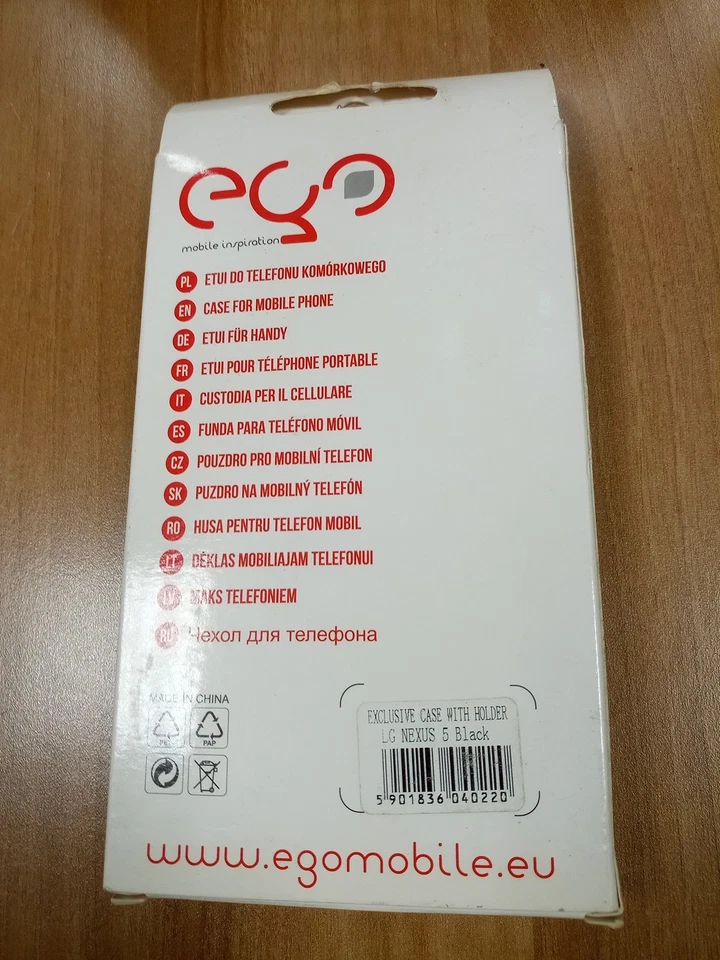 ego
mobile inspiration
PL ETUI DO TELEFONU KOMÓRKOWEGO
EN CASE FOR MOBILE PHONE
DE ETUI FÜR HANDY
FR ETUI POUR TÉLÉPHONE PORTABLE
IT CUSTODIA PER IL CELLULARE
ES FUNDA PARA TELÉFONO MÓVIL
CZ POUZDRO PRO MOBILNÍ TELEFON
SK PUZDRO NA MOBILNÝ TELEFÓN
RO HUSA PENTRU TELEFON MOBIL
LT DĖKLAS MOBILIAJAM TELEFONUI
LV MAKS TELEFONIEM
RU Чехол для телефона
MADE IN CHINA
PAP
EXCLUSIVE CASE WITH HOLDER
LG NEXUS 5 Black
5 901836 040220
www.egomobile.eu